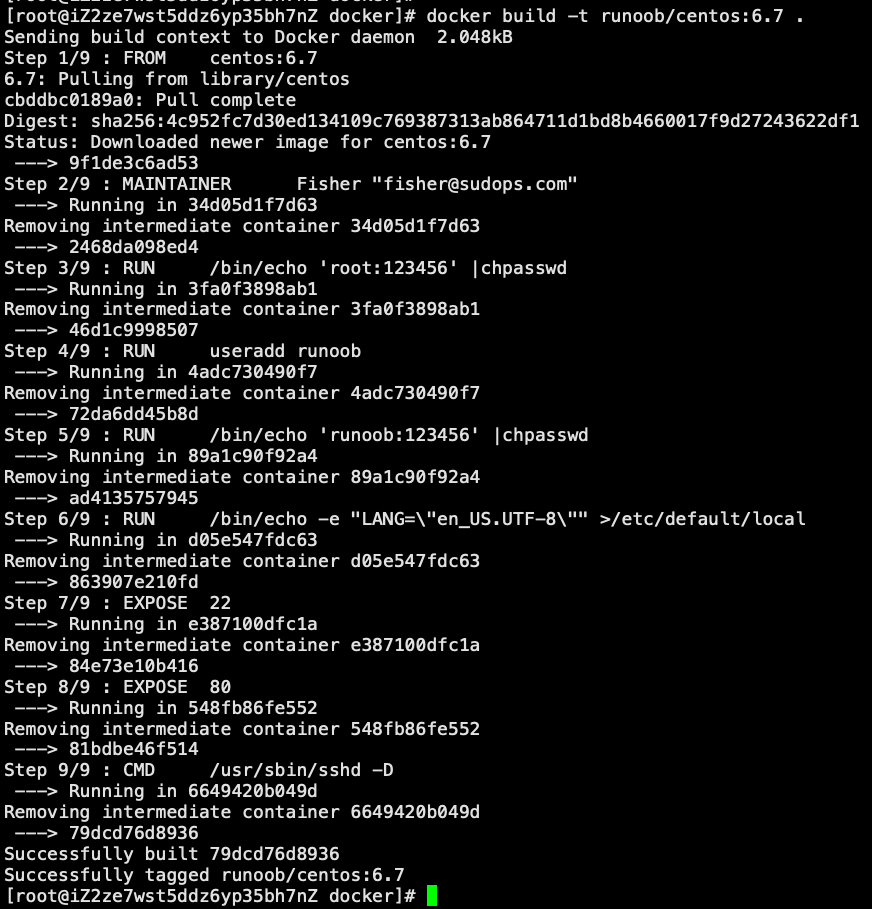 [root@iZ2ze7wst5ddz6yp35bh7nZ docker]# docker build -t runoob/centos:6.7 .
Sending build context to Docker daemon  2.048kB
Step 1/9 : FROM    centos:6.7
6.7: Pulling from library/centos
cbddbc0189a0: Pull complete
Digest: sha256:4c952fc7d30ed134109c769387313ab864711d1bd8b4660017f9d27243622df1
Status: Downloaded newer image for centos:6.7
 ---> 9f1de3c6ad53
Step 2/9 : MAINTAINER      Fisher "fisher@sudops.com"
 ---> Running in 34d05d1f7d63
Removing intermediate container 34d05d1f7d63
 ---> 2468da098ed4
Step 3/9 : RUN     /bin/echo 'root:123456' |chpasswd
 ---> Running in 3fa0f3898ab1
Removing intermediate container 3fa0f3898ab1
 ---> 46d1c9998507
Step 4/9 : RUN     useradd runoob
 ---> Running in 4adc730490f7
Removing intermediate container 4adc730490f7
 ---> 72da6dd45b8d
Step 5/9 : RUN     /bin/echo 'runoob:123456' |chpasswd
 ---> Running in 89a1c90f92a4
Removing intermediate container 89a1c90f92a4
 ---> ad4135757945
Step 6/9 : RUN     /bin/echo -e "LANG=\"en_US.UTF-8\"" >/etc/default/local
 ---> Running in d05e547fdc63
Removing intermediate container d05e547fdc63
 ---> 863907e210fd
Step 7/9 : EXPOSE  22
 ---> Running in e387100dfc1a
Removing intermediate container e387100dfc1a
 ---> 84e73e10b416
Step 8/9 : EXPOSE  80
 ---> Running in 548fb86fe552
Removing intermediate container 548fb86fe552
 ---> 81bdbe46f514
Step 9/9 : CMD     /usr/sbin/sshd -D
 ---> Running in 6649420b049d
Removing intermediate container 6649420b049d
 ---> 79dcd76d8936
Successfully built 79dcd76d8936
Successfully tagged runoob/centos:6.7
[root@iZ2ze7wst5ddz6yp35bh7nZ docker]#